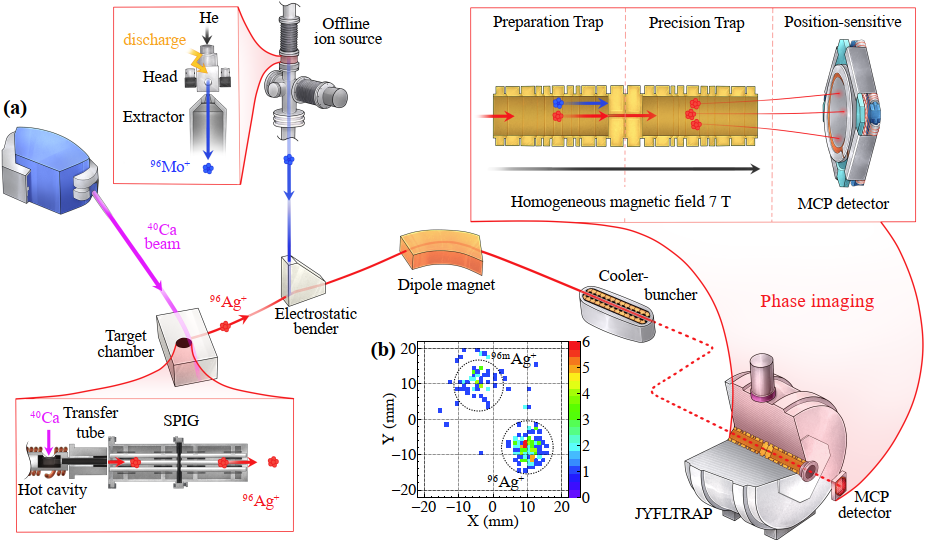 (a)
He
discharge
Head
Extractor
⁹⁶Mo⁺
Offline
ion source
Preparation Trap
Precision Trap
Position-sensitive
Homogeneous magnetic field 7 T
MCP detector
⁴⁰Ca
beam
⁹⁶Ag⁺
Target
chamber
Electrostatic
bender
Dipole magnet
Cooler-
buncher
Phase imaging
⁴⁰Ca
Transfer
tube
SPIG
Hot cavity
catcher
⁹⁶Ag⁺
(b)
⁹⁶ᵐAg⁺
⁹⁶Ag⁺
Y (mm)
20
10
0
−10
−20
−20
−10
0
10
20
X (mm)
6
5
4
3
2
1
0
JYFLTRAP
MCP
detector